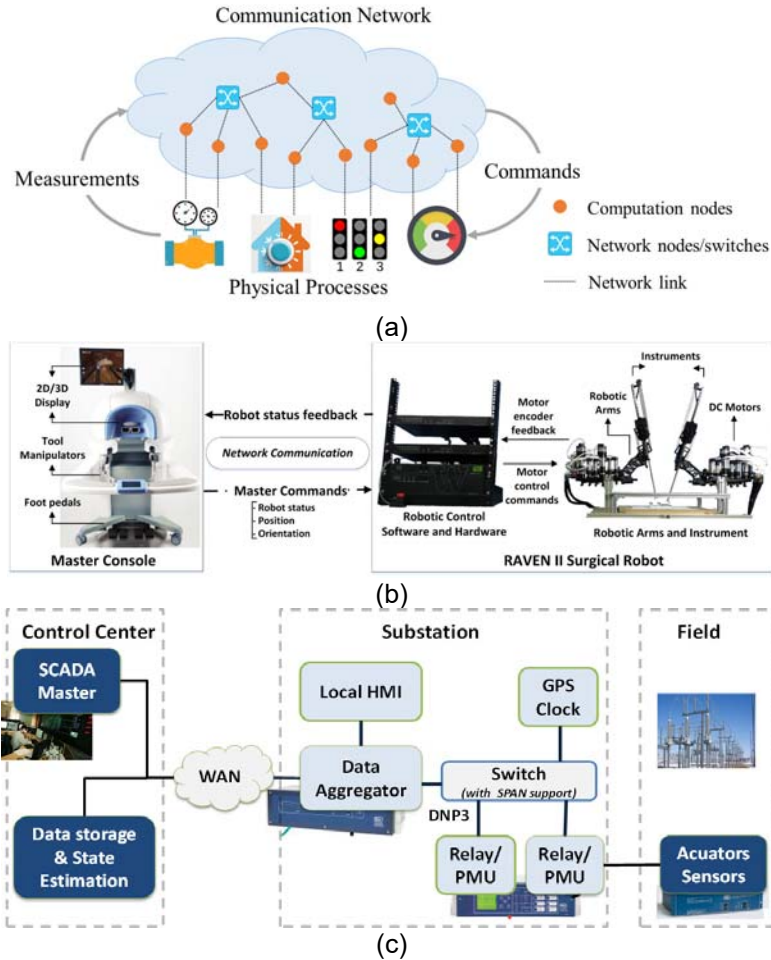 Communication Network
Measurements
Commands
1 2 3
Physical Processes
Computation nodes
Network nodes/switches
Network link
(a)
2D/3D
Display
Tool
Manipulators
Foot pedals
Master Console
Robot status feedback
Network Communication
Master Commands
Robot status
Position
Orientation
Motor
encoder
feedback
Motor
control
commands
Robotic Control
Software and Hardware
Instruments
Robotic
Arms
DC Motors
Robotic Arms and Instrument
RAVEN II Surgical Robot
(b)
Control Center
SCADA
Master
Data storage
& State
Estimation
WAN
Substation
Local HMI
GPS
Clock
Data
Aggregator
Switch
(with SPAN support)
DNP3
Relay/
PMU
Relay/
PMU
Field
Acuators
Sensors
(c)